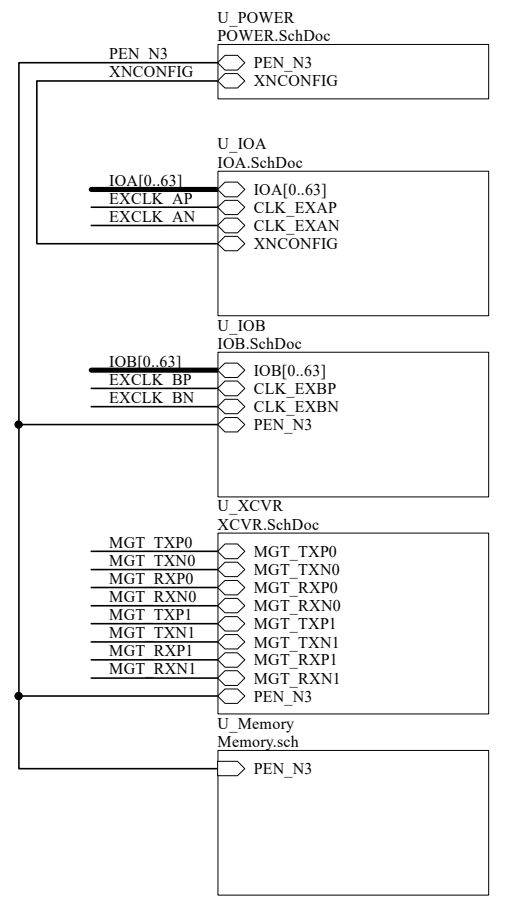 U_POWER
POWER.SchDoc
PEN_N3 PEN_N3
XNCONFIG XNCONFIG
U_IOA
IOA.SchDoc
IOA[0..63] IOA[0..63]
EXCLK_AP CLK_EXAP
EXCLK_AN CLK_EXAN
XNCONFIG
U_IOB
IOB.SchDoc
IOB[0..63] IOB[0..63]
EXCLK_BP CLK_EXBP
EXCLK_BN CLK_EXBN
PEN_N3
U_XCVR
XCVR.SchDoc
MGT_TXP0 MGT_TXP0
MGT_TXN0 MGT_TXN0
MGT_RXP0 MGT_RXP0
MGT_RXN0 MGT_RXN0
MGT_TXP1 MGT_TXP1
MGT_TXN1 MGT_TXN1
MGT_RXP1 MGT_RXP1
MGT_RXN1 MGT_RXN1
PEN_N3
U_Memory
Memory.sch
PEN_N3